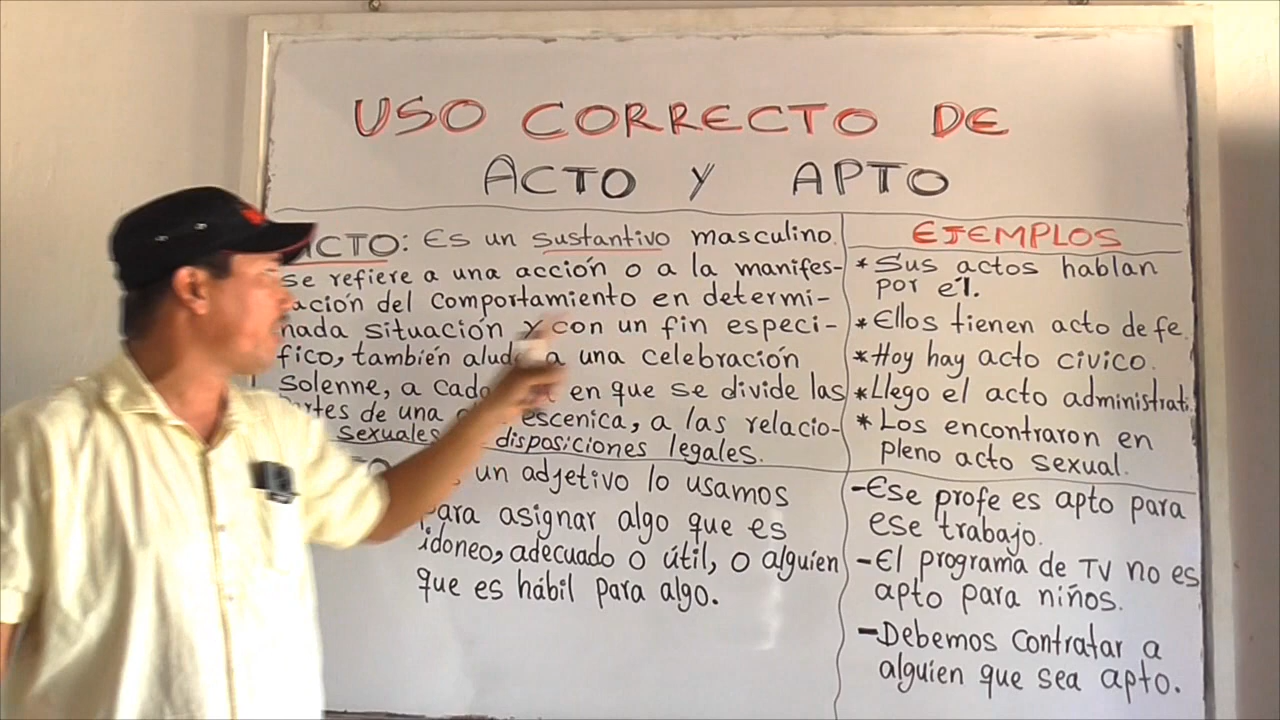 USO CORRECTO DE
ACTO Y APTO
ACTO: Es un sustantivo masculino.
se refiere a una acción o a la manifes-
ación del comportamiento en determi-
nada situación y con un fin especi-
fico, también alude a una celebración
Solenne, a cada en que se divide las
partes de una escenica, a las relacio-
sexuales disposiciones legales.
un adjetivo lo usamos
para asignar algo que es
idoneo, adecuado o útil, o alguien
que es hábil para algo.
EJEMPLOS
* Sus actos hablan
por él.
* Ellos tienen acto de fe.
* Hoy hay acto cívico.
* Llego el acto administrati
* Los encontraron en
pleno acto sexual.
- Ese profe es apto para
ese trabajo.
- El programa de TV no es
apto para niños.
- Debemos contratar a
alguien que sea apto.